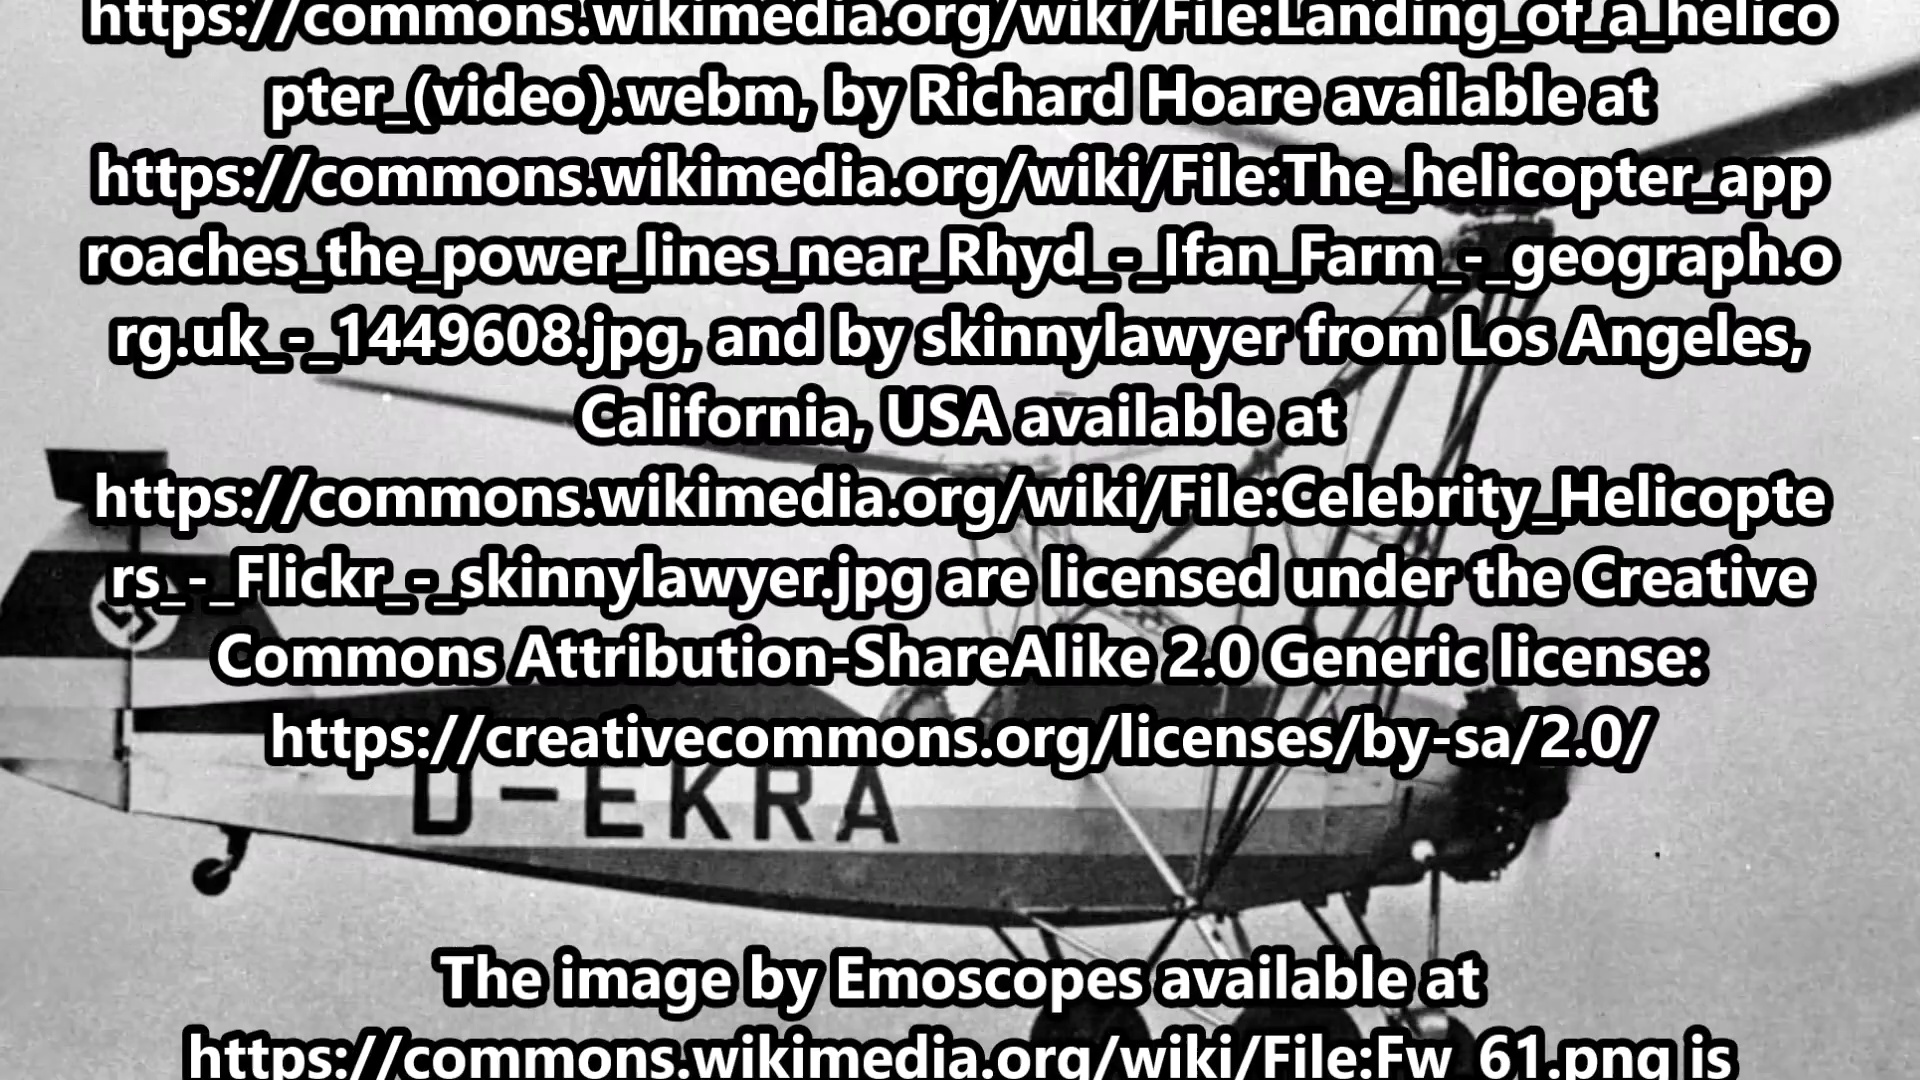 https://commons.wikimedia.org/wiki/File:Landing_of_a_helico
pter_(video).webm, by Richard Hoare available at
https://commons.wikimedia.org/wiki/File:The_helicopter_app
roaches_the_power_lines_near_Rhyd_-_Ifan_Farm_-_geograph.o
rg.uk_-_1449608.jpg, and by skinnylawyer from Los Angeles,
California, USA available at
https://commons.wikimedia.org/wiki/File:Celebrity_Helicopte
rs_-_Flickr_-_skinnylawyer.jpg are licensed under the Creative
Commons Attribution-ShareAlike 2.0 Generic license:
https://creativecommons.org/licenses/by-sa/2.0/
D-EKRA
The image by Emoscopes available at
https://commons.wikimedia.org/wiki/File:Fw_61.png is